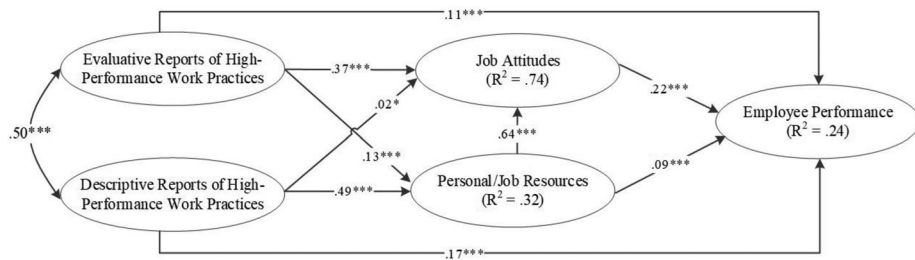 .11***
Evaluative Reports of High-
Performance Work Practices
.37***
Job Attitudes
(R² = .74)
.02*
.22***
.50***
.64***
Employee Performance
(R² = .24)
.13***
.09***
Descriptive Reports of High-
Performance Work Practices
.49***
Personal/Job Resources
(R² = .32)
.17***